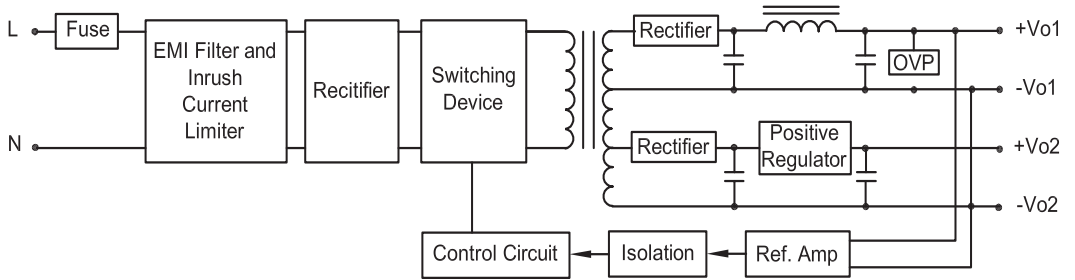 L
Fuse
EMI Filter and
Inrush
Current
Limiter
Recitifier
Switching
Device
Rectifier
OVP
+Vo1
-Vo1
N
Rectifier
Positive
Regulator
+Vo2
-Vo2
Control Circuit
Isolation
Ref. Amp